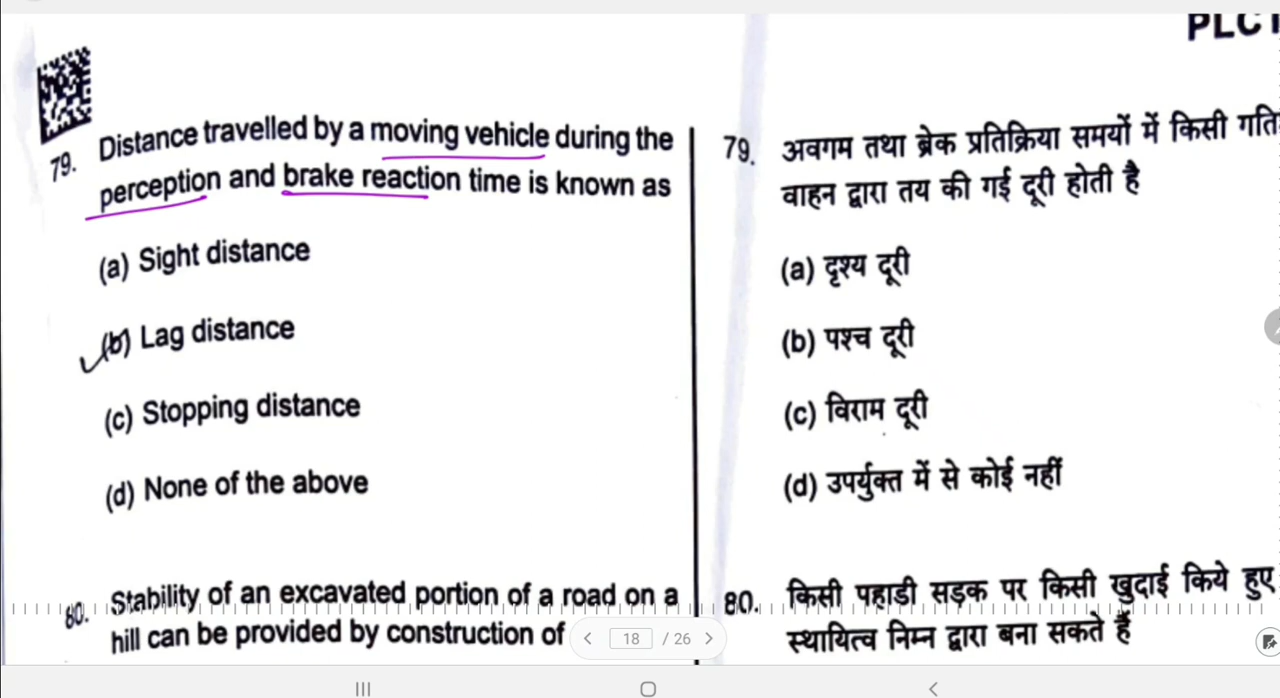 PLCT
79. Distance travelled by a moving vehicle during the
perception and brake reaction time is known as
(a) Sight distance
(b) Lag distance
(c) Stopping distance
(d) None of the above
80. Stability of an excavated portion of a road on a
hill can be provided by construction of
79. अवगम तथा ब्रेक प्रतिक्रिया समयों में किसी गति
वाहन द्वारा तय की गई दूरी होती है
(a) दृश्य दूरी
(b) पश्च दूरी
(c) विराम दूरी
(d) उपर्युक्त में से कोई नहीं
80. किसी पहाडी सड़क पर किसी खुदाई किये हुए
स्थायित्व निम्न द्वारा बना सकते हैं
18 / 26